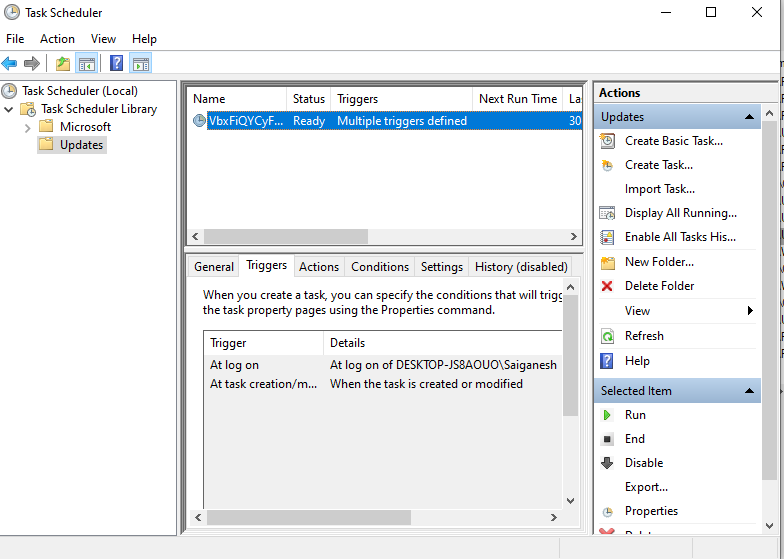 Task Scheduler
File Action View Help
Task Scheduler (Local)
Task Scheduler Library
Microsoft
Updates
Name Status Triggers Next Run Time La
VbxFiQYCyF... Ready Multiple triggers defined 30
General Triggers Actions Conditions Settings History (disabled)
When you create a task, you can specify the conditions that will trigg
the task property pages using the Properties command.
Trigger Details
At log on At log on of DESKTOP-JS8AOUO\Saiganesh
At task creation/m... When the task is created or modified
Actions
Updates
Create Basic Task...
Create Task...
Import Task...
Display All Running...
Enable All Tasks His...
New Folder...
Delete Folder
View
Refresh
Help
Selected Item
Run
End
Disable
Export...
Properties